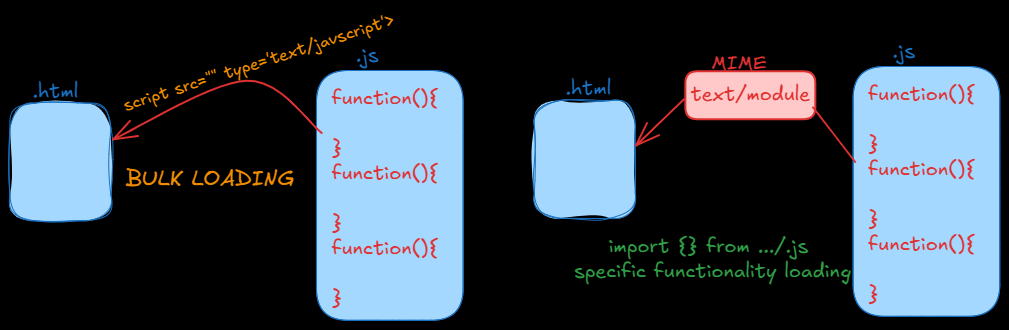 script src="" type='text/javscript'>
.js
.html
function(){
}
BULK LOADING
function(){
}
function(){
}
.js
MIME
.html
text/module
function(){
}
function(){
}
import {} from .../.js
function(){
specific functionality loading
}